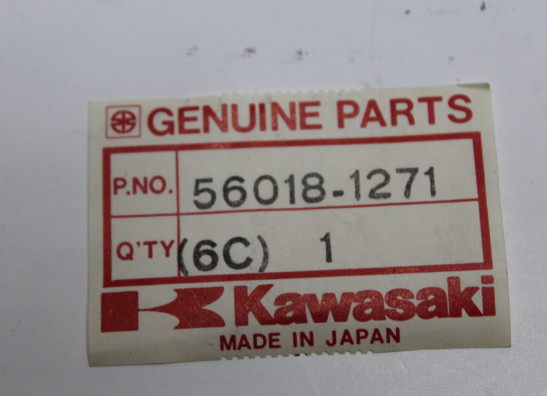 GENUINE PARTS
P.NO. 56018-1271
Q'TY (6C) 1
Kawasaki
MADE IN JAPAN